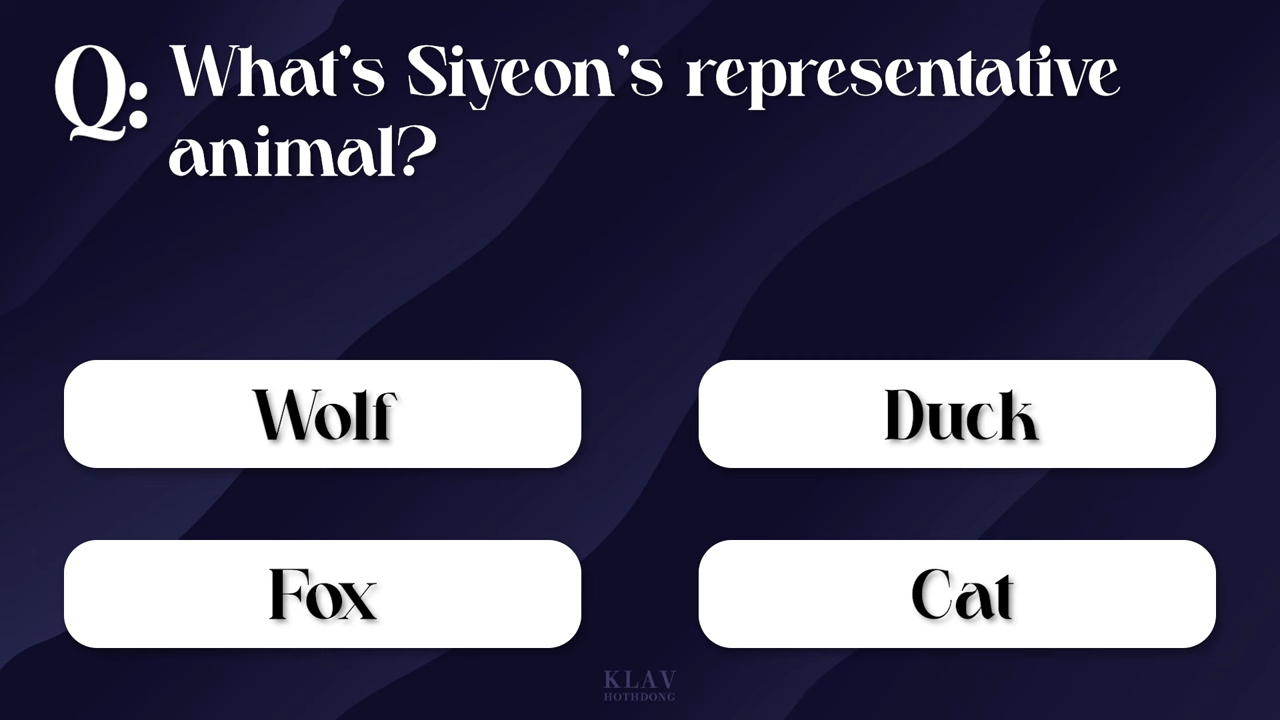 Q: What's Siyeon's representative
animal?
Wolf
Duck
Fox
Cat
KLAV
HOTHDONG